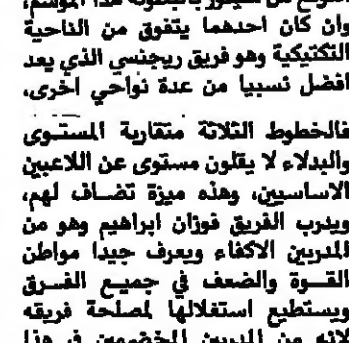 وان كان احدهما يتفوق من الناحية
التكتيكية وهو فريق ريجنسي الذي يعد
افضل نسبيا من عدة نواحي اخرى،
فالخطوط الثلاثة متقاربة المستوى
والبدلاء لا يقلون مستوى عن اللاعبين
الاساسيين، وهذه ميزة تضاف لهم،
ويدرب الفريق فوزان ابراهيم وهو من
المدربين الاكفاء ويعرف جيدا مواطن
القوة والضعف في جميع الفرق
ويستطيع استغلالها لمصلحة فريقه
لانه من المدربين المخضرمين في هذا